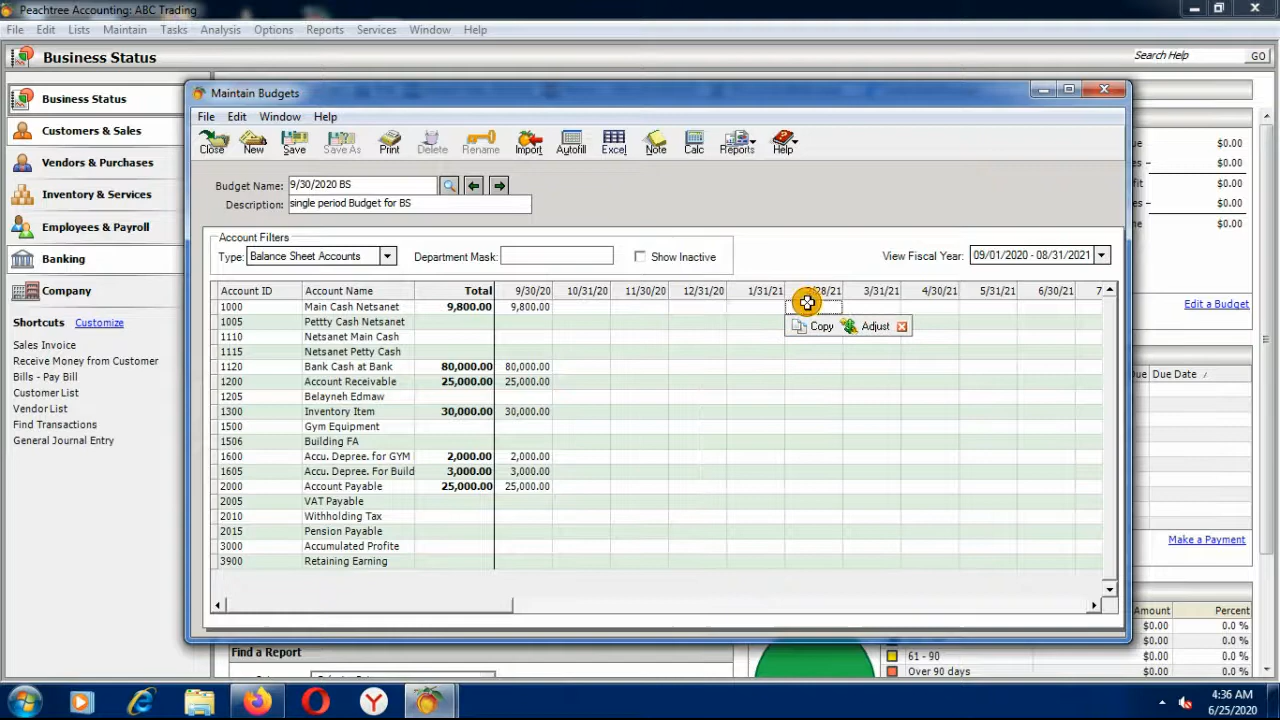 Peachtree Accounting: ABC Trading
File Edit Lists Maintain Tasks Analysis Options Reports Services Window Help
Business Status
Search Help GO
Business Status
Customers & Sales
Vendors & Purchases
Inventory & Services
Employees & Payroll
Banking
Company
Shortcuts Customize
Sales Invoice
Receive Money from Customer
Bills - Pay Bill
Customer List
Vendor List
Find Transactions
General Journal Entry
Maintain Budgets
File Edit Window Help
Close New Save Save As Print Delete Rename Import Autofill Excel Note Calc Reports Help
Budget Name: 9/30/2020 BS
Description: single period Budget for BS
Account Filters
Type: Balance Sheet Accounts Department Mask: Show Inactive View Fiscal Year: 09/01/2020 - 08/31/2021
Account ID Account Name Total 9/30/20 10/31/20 11/30/20 12/31/20 1/31/21 /28/21 3/31/21 4/30/21 5/31/21 6/30/21 7
1000 Main Cash Netsanet 9,800.00 9,800.00
1005 Pettty Cash Netsanet
Copy Adjust
1110 Netsanet Main Cash
1115 Netsanet Petty Cash
1120 Bank Cash at Bank 80,000.00 80,000.00
1200 Account Receivable 25,000.00 25,000.00
1205 Belayneh Edmaw
1300 Inventory Item 30,000.00 30,000.00
1500 Gym Equipment
1506 Building FA
1600 Accu. Depree. for GYM 2,000.00 2,000.00
1605 Accu. Depree. For Build 3,000.00 3,000.00
2000 Account Payable 25,000.00 25,000.00
2005 VAT Payable
2010 Withholding Tax
2015 Pension Payable
3000 Accumulated Profite
3900 Retaining Earning
ue $0.00
es $0.00
fit $0.00
es $0.00
$0.00
Edit a Budget
Due Due Date
Make a Payment
Amount Percent
$0.00 0.0 %
$0.00 0.0 %
61 - 90 $0.00 0.0 %
Over 90 days $0.00 0.0 %
Find a Report
4:36 AM
6/25/2020